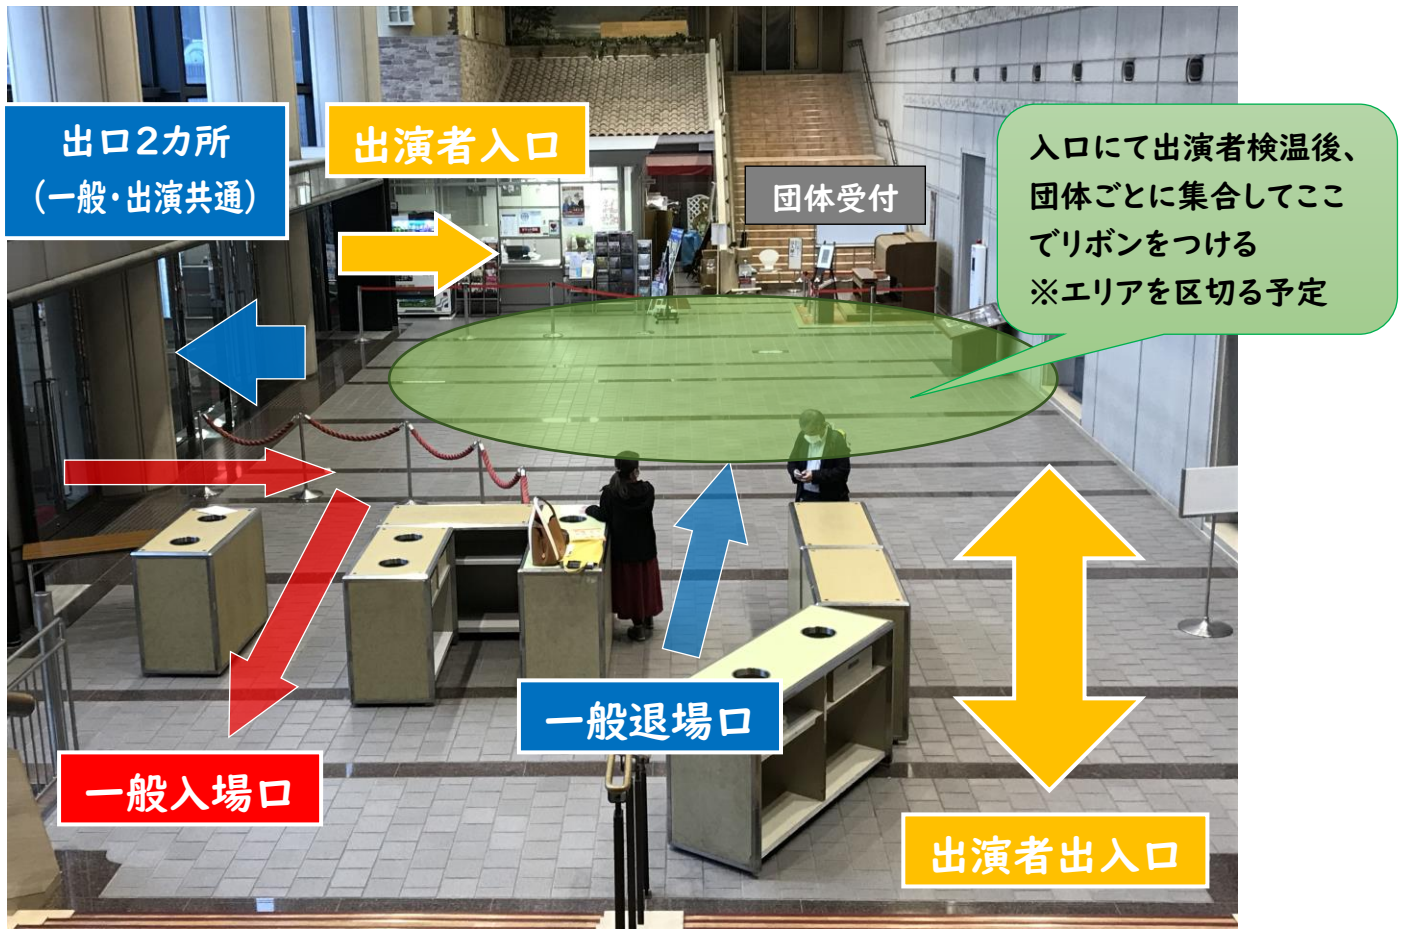 出口2カ所
(一般・出演共通)
出演者入口
団体受付
入口にて出演者検温後、
団体ごとに集合してここ
でリボンをつける
※エリアを区切る予定
一般退場口
一般入場口
出演者出入口